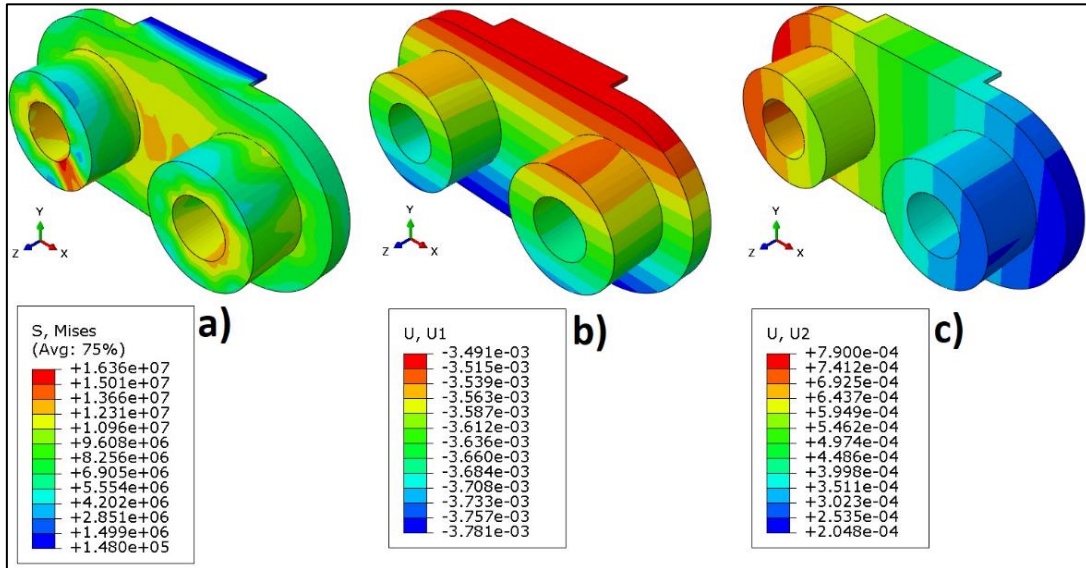 Y
Z
X
Y
Z
X
Y
Z
X
a)
S, Mises
(Avg: 75%)
+1.636e+07
+1.501e+07
+1.366e+07
+1.231e+07
+1.096e+07
+9.608e+06
+8.256e+06
+6.905e+06
+5.554e+06
+4.202e+06
+2.851e+06
+1.499e+06
+1.480e+05
b)
U, U1
-3.491e-03
-3.515e-03
-3.539e-03
-3.563e-03
-3.587e-03
-3.612e-03
-3.636e-03
-3.660e-03
-3.684e-03
-3.708e-03
-3.733e-03
-3.757e-03
-3.781e-03
c)
U, U2
+7.900e-04
+7.412e-04
+6.925e-04
+6.437e-04
+5.949e-04
+5.462e-04
+4.974e-04
+4.486e-04
+3.998e-04
+3.511e-04
+3.023e-04
+2.535e-04
+2.048e-04